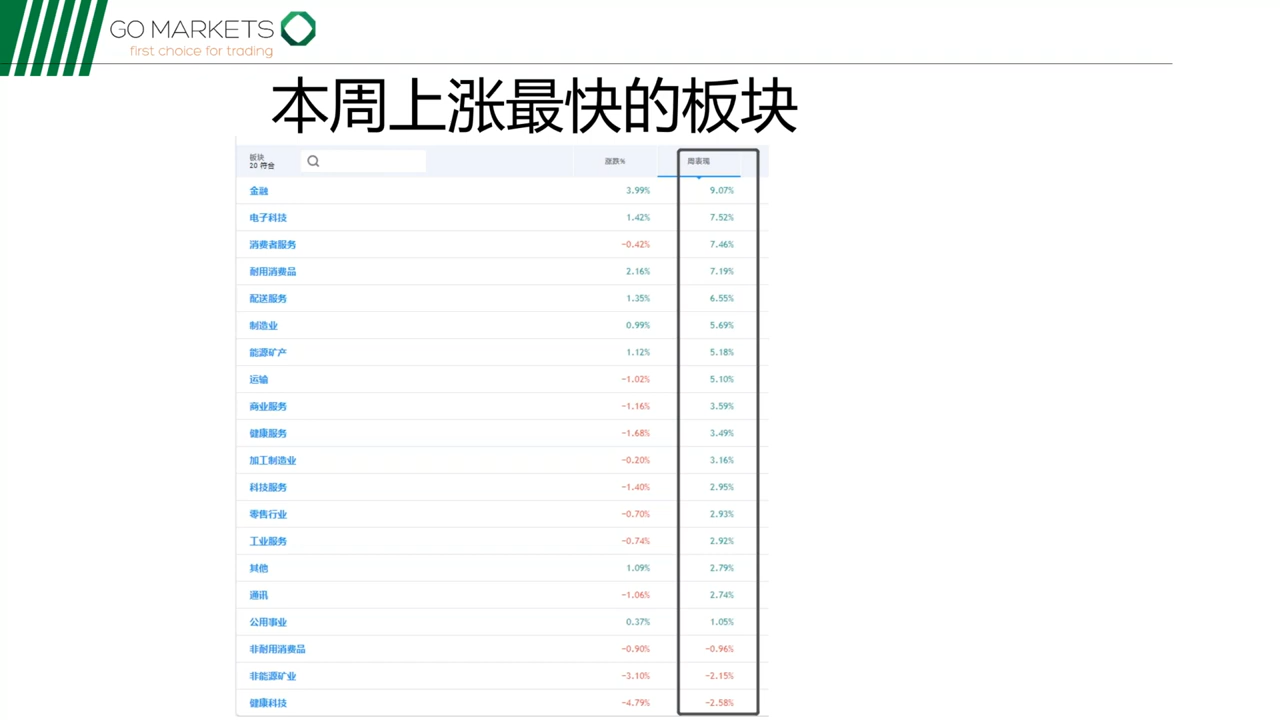 GO MARKETS
first choice for trading
本周上涨最快的板块
板块
20 符合
涨跌%
周表现
金融 3.99% 9.07%
电子科技 1.42% 7.52%
消费者服务 -0.42% 7.46%
耐用消费品 2.16% 7.19%
配送服务 1.35% 6.55%
制造业 0.99% 5.69%
能源矿产 1.12% 5.18%
运输 -1.02% 5.10%
商业服务 -1.16% 3.59%
健康服务 -1.68% 3.49%
加工制造业 -0.20% 3.16%
科技服务 -1.40% 2.95%
零售行业 -0.70% 2.93%
工业服务 -0.74% 2.92%
其他 1.09% 2.79%
通讯 -1.06% 2.74%
公用事业 0.37% 1.05%
非耐用消费品 -0.90% -0.96%
非能源矿业 -3.10% -2.15%
健康科技 -4.79% -2.58%